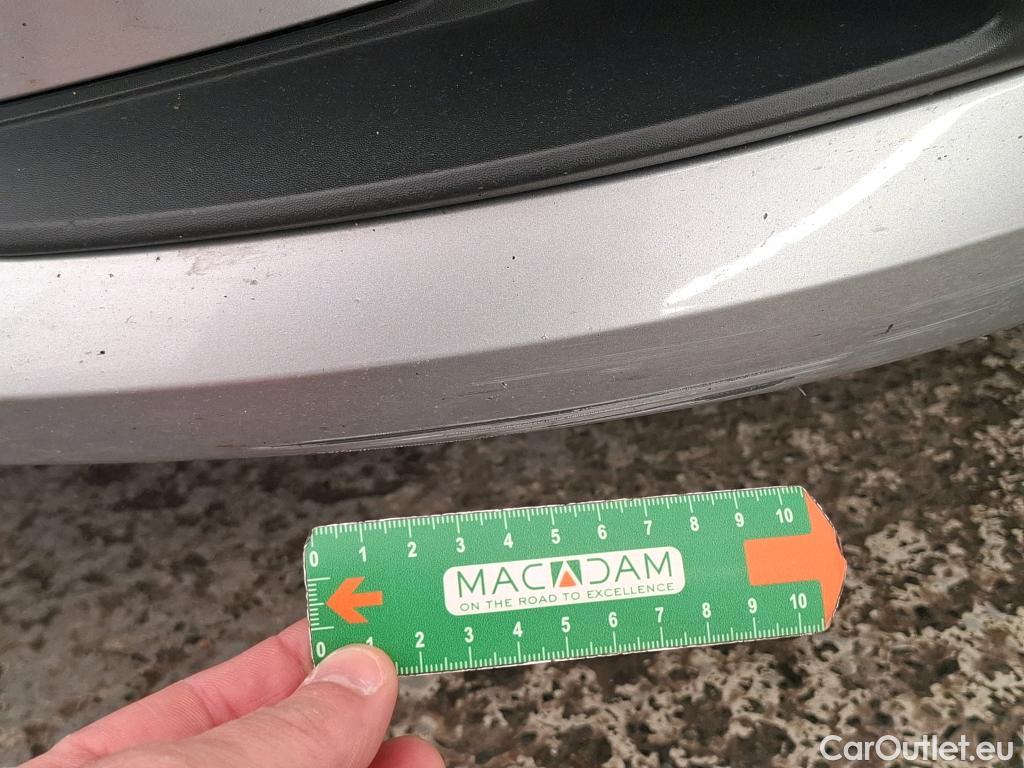 0 1 2 3 4 5 6 7 8 9 10
MACADAM
ON THE ROAD TO EXCELLENCE
0 1 2 3 4 5 6 7 8 9 10
CarOutlet.eu